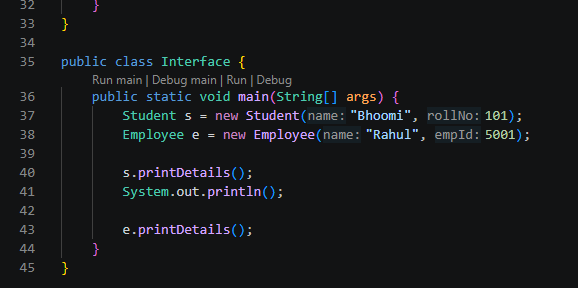 32 }
33 }
34
35 public class Interface {
Run main | Debug main | Run | Debug
36 public static void main(String[] args) {
37 Student s = new Student(name: "Bhoomi", rollNo: 101);
38 Employee e = new Employee(name: "Rahul", empId: 5001);
39
40 s.printDetails();
41 System.out.println();
42
43 e.printDetails();
44 }
45 }